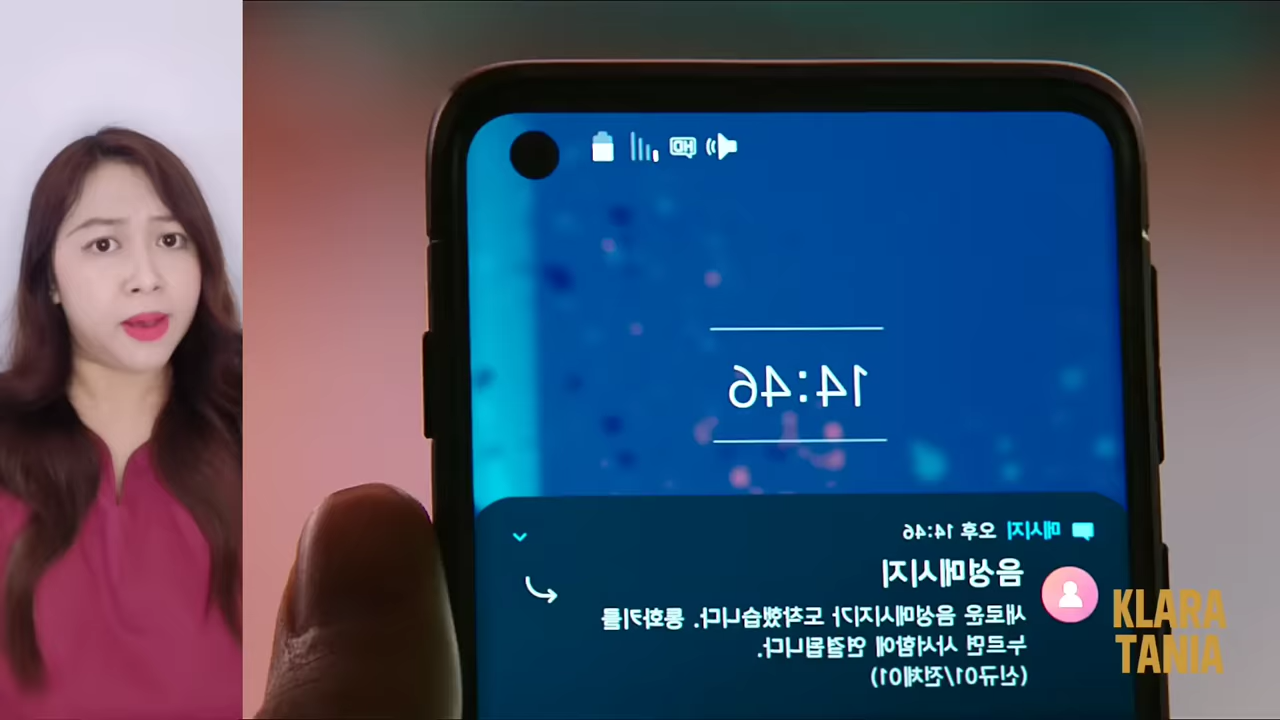 HD
14:46
메시지 오후 14:46
음성메시지
새로운 음성메시지가 도착했습니다. 통화키를
누르면 사서함에 연결됩니다.
(신규01/전체01)
KLARA
TANIA